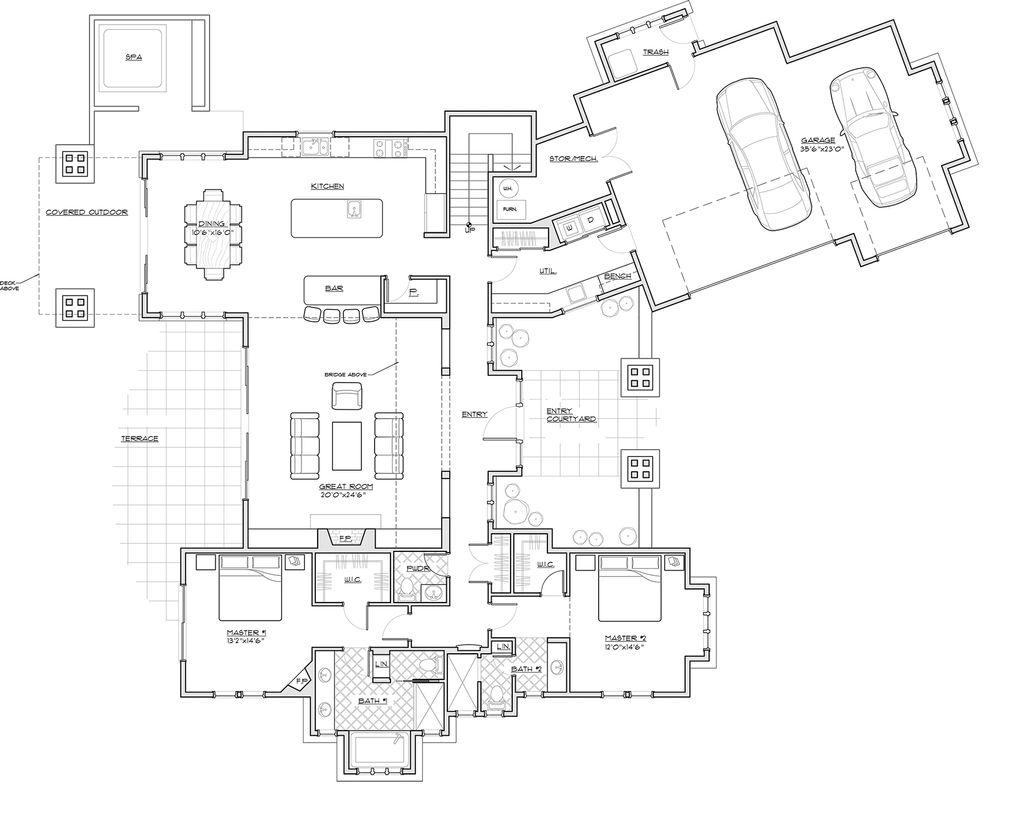 SPA
TRASH
GARAGE
35'6"x23'0"
STOR/MECH.
KITCHEN
W.H.
FURN.
COVERED OUTDOOR
DINING
10'6"x16'0"
UP
W
D
DECK
ABOVE
BAR
P.
UTIL.
BENCH
BRIDGE ABOVE
ENTRY
ENTRY
COURTYARD
TERRACE
GREAT ROOM
20'0"x24'6"
F.P.
W.I.C.
PWDR
W.I.C.
MASTER #1
13'2"x14'6"
MASTER #2
12'0"x14'6"
LIN.
LIN.
F.P.
BATH #2
BATH #1